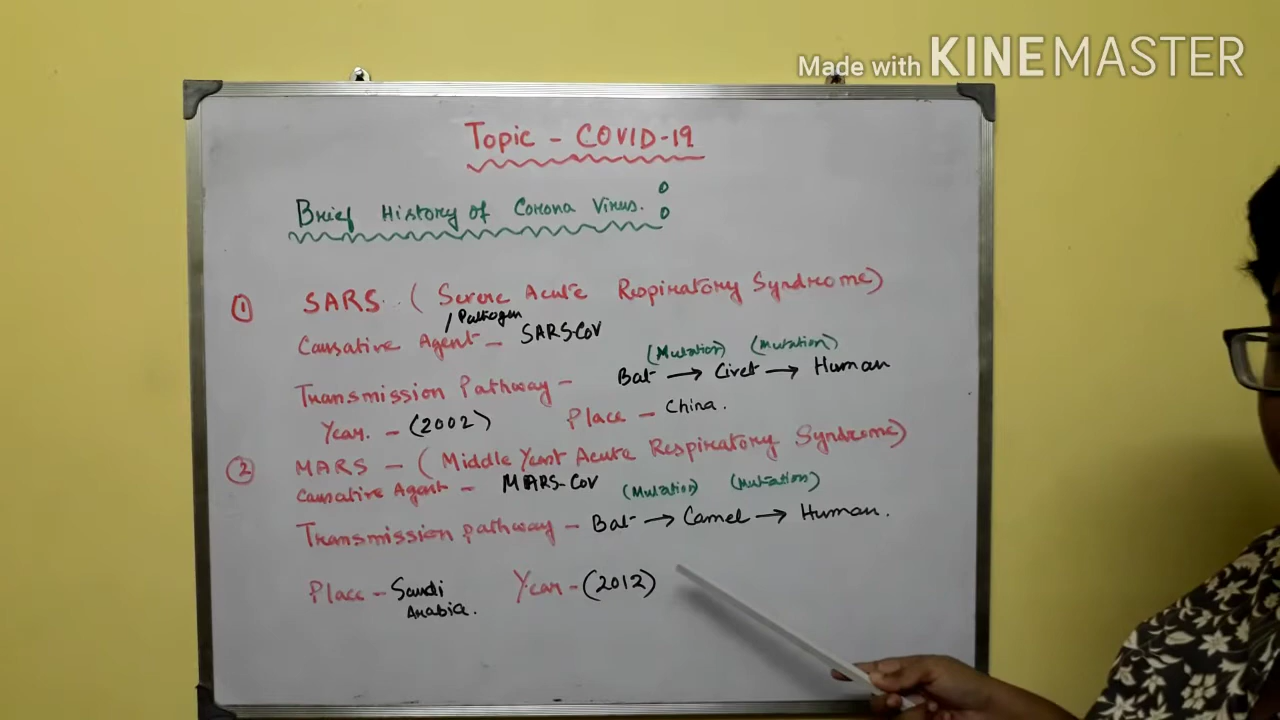 Made with KINEMASTER
Topic - COVID-19
Brief History of Corona Virus :
① SARS. (Severe Acute Respiratory Syndrome)
/Pathogen
Causative Agent - SARS-CoV
(Mutation) (Mutation)
Transmission Pathway - Bat → Civet → Human
Year. - (2002) Place - China.
② MARS - (Middle Yeast Acute Respiratory Syndrome)
Causative Agent - MARS-CoV
(Mutation) (Mutation)
Transmission pathway - Bat → Camel → Human.
Place - Saudi Arabia. Year - (2012)